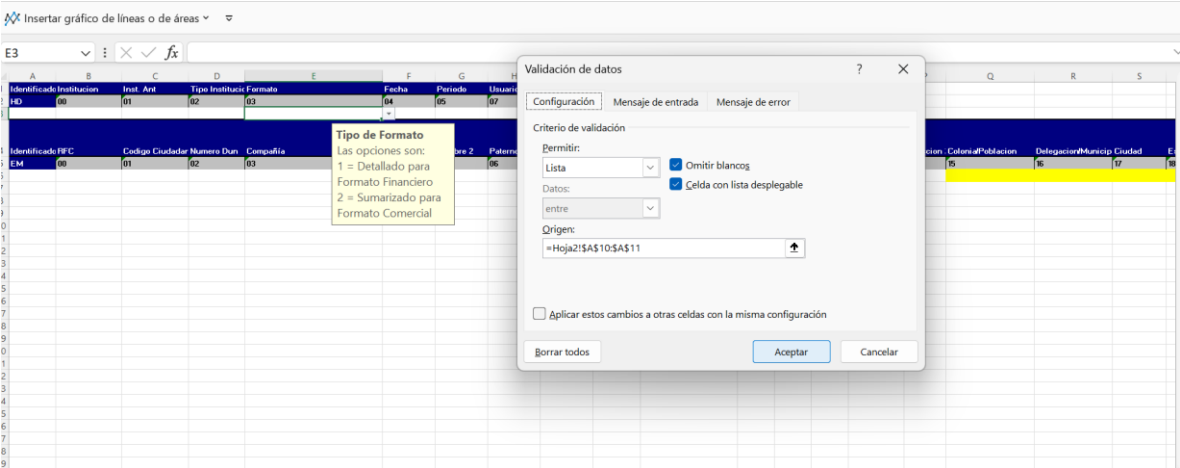 Insertar gráfico de líneas o de áreas
E3
fx
A B C D E F G H Q R S
Identificado Institucion Inst. Ant Tipo Institucio Formato Fecha Periodo Usuario
HD 00 01 02 03 04 05 07
Identificado RFC Codigo Ciudadar Numero Dun Compañía bre 2 Paterno cion Colonia/Poblacion Delegacion/Municip Ciudad
EM 00 01 02 03 06 15 16 17 18
Tipo de Formato
Las opciones son:
1 = Detallado para
Formato Financiero
2 = Sumarizado para
Formato Comercial
Validación de datos
?
Configuración Mensaje de entrada Mensaje de error
Criterio de validación
Permitir:
Lista
Omitir blancos
Datos:
Celda con lista desplegable
entre
Origen:
=Hoja2!$A$10:$A$11
Aplicar estos cambios a otras celdas con la misma configuración
Borrar todos Aceptar Cancelar